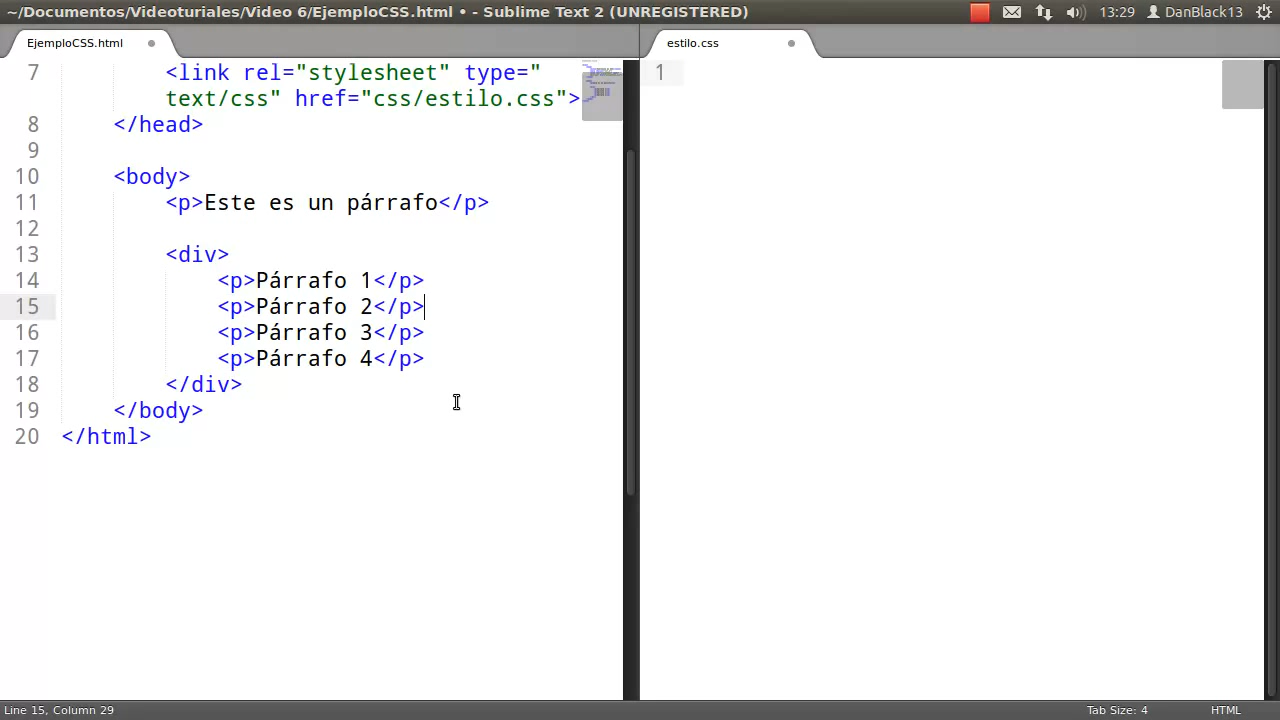 ~/Documentos/Videoturiales/Video 6/EjemploCSS.html • - Sublime Text 2 (UNREGISTERED)
13:29 DanBlack13
EjemploCSS.html
estilo.css
7 <link rel="stylesheet" type="
text/css" href="css/estilo.css">
8 </head>
9
10 <body>
11 <p>Este es un párrafo</p>
12
13 <div>
14 <p>Párrafo 1</p>
15 <p>Párrafo 2</p>
16 <p>Párrafo 3</p>
17 <p>Párrafo 4</p>
18 </div>
19 </body>
20 </html>
1
Line 15, Column 29
Tab Size: 4
HTML